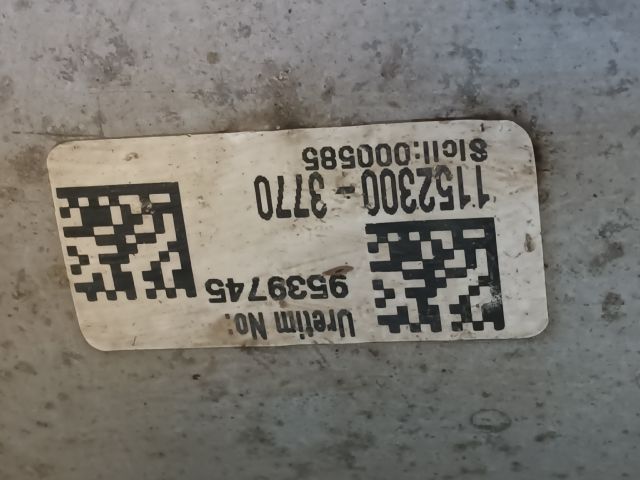 Uretim No:
9539745
1152300 - 3770
Sicil:000585